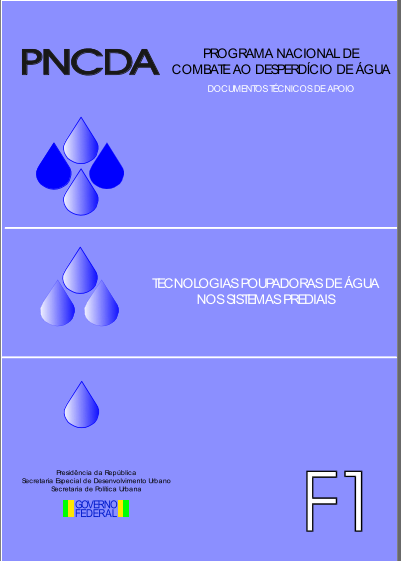 PNCDA
PROGRAMA NACIONAL DE
COMBATE AO DESPERDÍCIO DE ÁGUA
DOCUMENTOS TÉCNICOS DE APOIO
TECNOLOGIAS POUPADORAS DE ÁGUA
NOS SISTEMAS PREDIAIS
Presidência da República
Secretaria Especial de Desenvolvimento Urbano
Secretaria de Política Urbana
GOVERNO
FEDERAL
F1